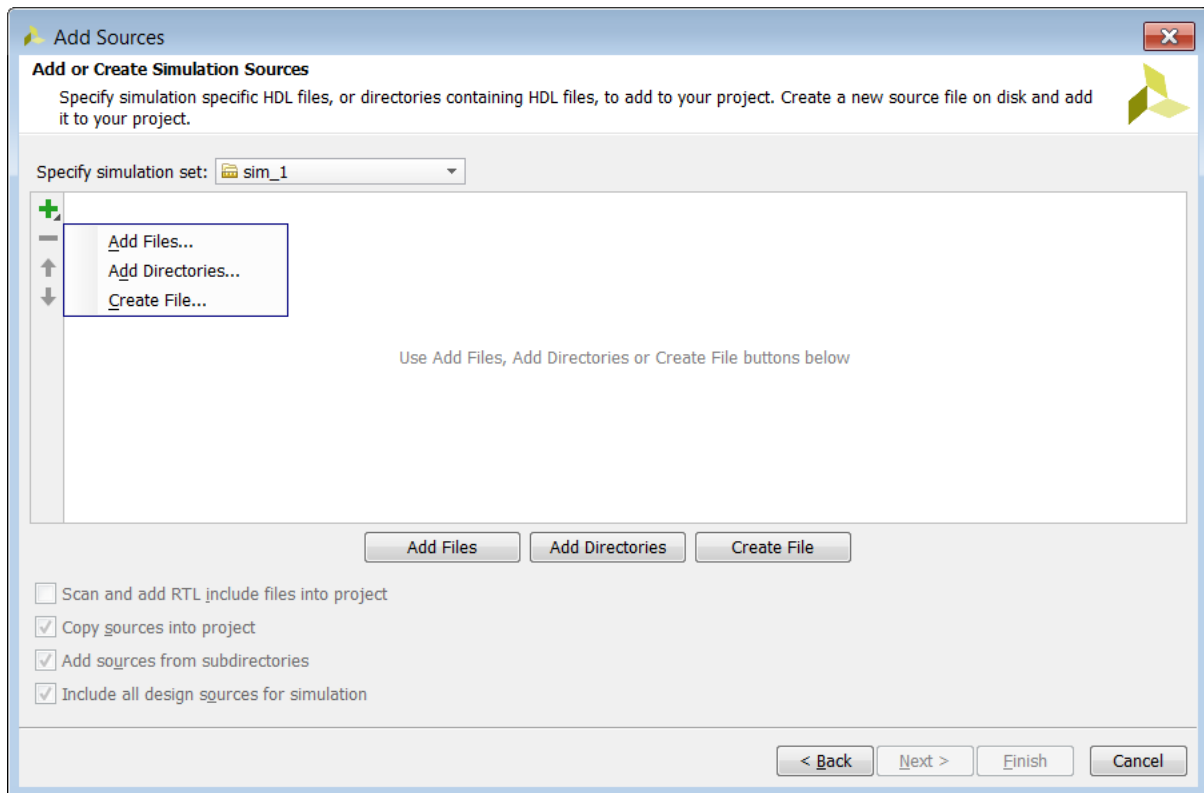 Add Sources
Add or Create Simulation Sources
Specify simulation specific HDL files, or directories containing HDL files, to add to your project. Create a new source file on disk and add
it to your project.
Specify simulation set: sim_1
Add Files...
Add Directories...
Create File...
Use Add Files, Add Directories or Create File buttons below
Add Files Add Directories Create File
Scan and add RTL include files into project
Copy sources into project
Add sources from subdirectories
Include all design sources for simulation
< Back Next > Finish Cancel